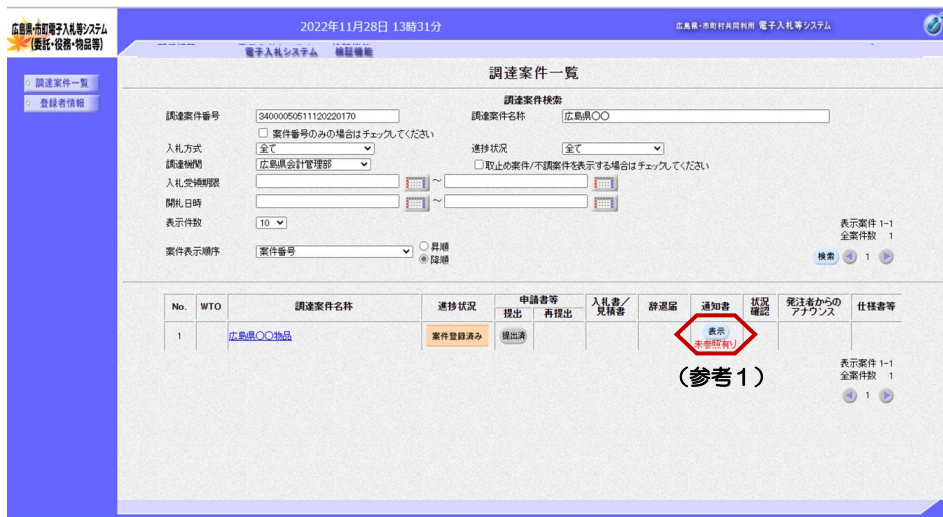 広島県・市町電子入札等システム
(委託・役務・物品等)
2022年11月28日 13時31分
広島県・市町村共同利用 電子入札等システム
電子入札システム 検証機能
調達案件一覧
登録者情報
調達案件一覧
調達案件検索
調達案件番号 34000050511120220170 調達案件名称 広島県〇〇
案件番号のみの場合はチェックしてください
入札方式 全て 進捗状況 全て
調達機関 広島県会計管理部 取止め案件/不調案件を表示する場合はチェックしてください
入札受領期限 ～
開札日時 ～
表示件数 10
表示案件 1-1
全案件数 1
案件表示順序 案件番号 昇順
降順
検索 1
No. WTO 調達案件名称 進捗状況 申請書等 入札書/見積書 辞退届 通知書 状況確認 発注者からのアナウンス 仕様書等
提出 再提出
1 広島県〇〇物品 案件登録済み 提出済 表示
未参照有り
(参考1)
表示案件 1-1
全案件数 1
1